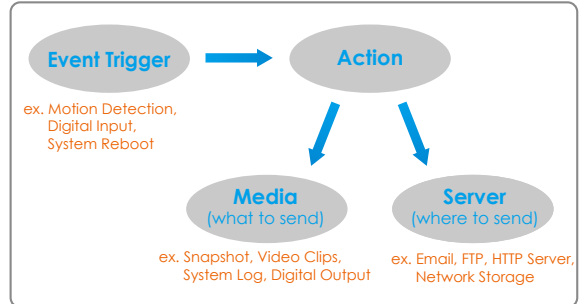 Event Trigger
Action
ex. Motion Detection,
Digital Input,
System Reboot
Media
(what to send)
Server
(where to send)
ex. Snapshot, Video Clips,
System Log, Digital Output
ex. Email, FTP, HTTP Server,
Network Storage